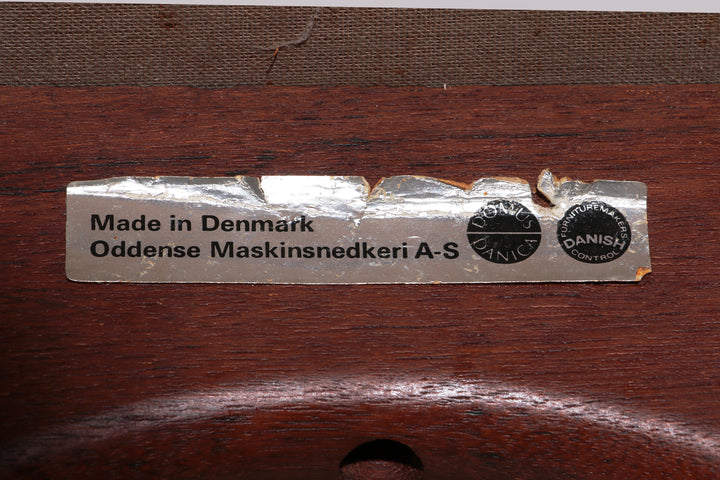 Made in Denmark
Oddense Maskinsnedkeri A-S
DOMUS
DANICA
FURNITUREMAKERS
DANISH
CONTROL